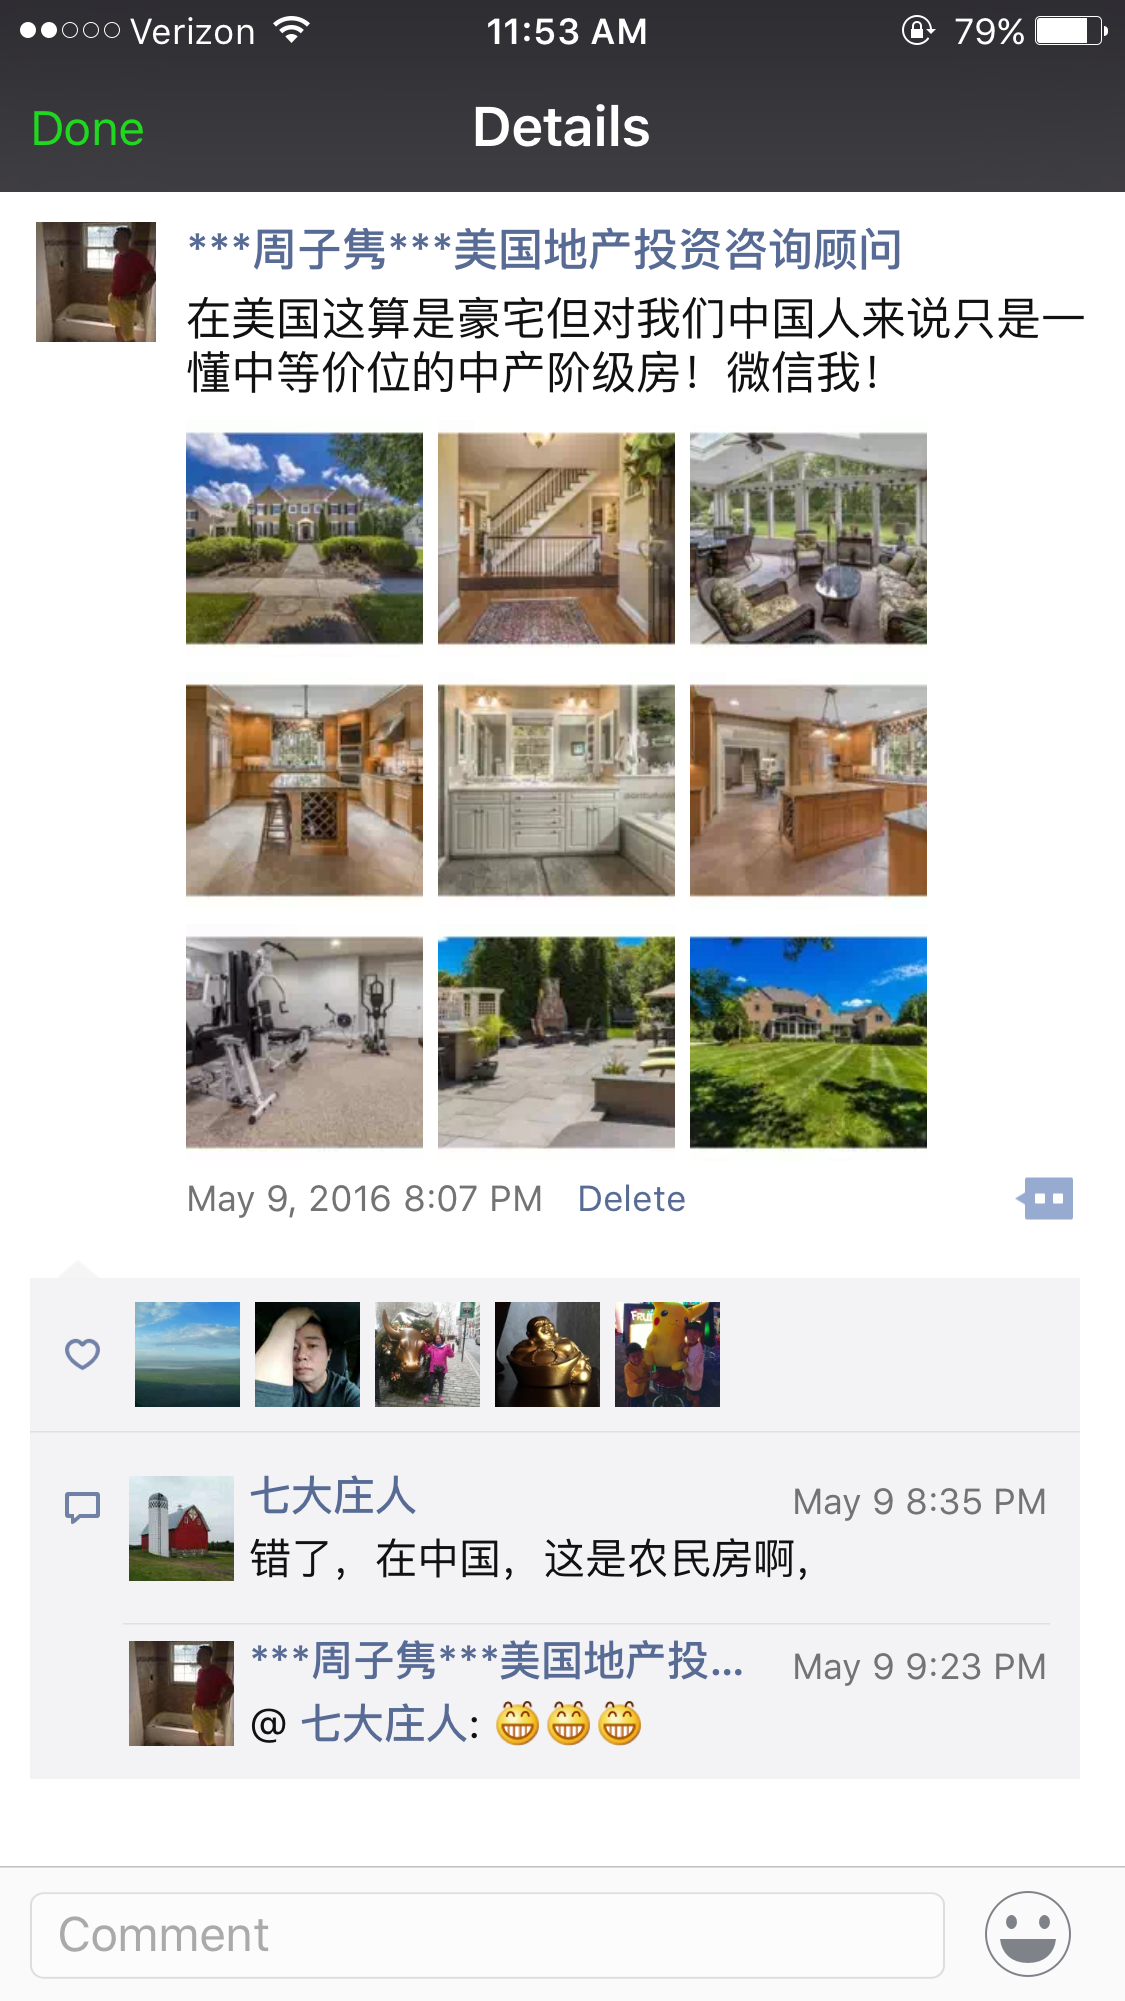 Verizon 11:53 AM 79%
Done Details
***周子隽***美国地产投资咨询顾问
在美国这算是豪宅但对我们中国人来说只是一
懂中等价位的中产阶级房！微信我！
May 9, 2016 8:07 PM Delete
FRUI
七大庄人 May 9 8:35 PM
错了，在中国，这是农民房啊，
***周子隽***美国地产投... May 9 9:23 PM
@ 七大庄人: 😁😁😁
Comment